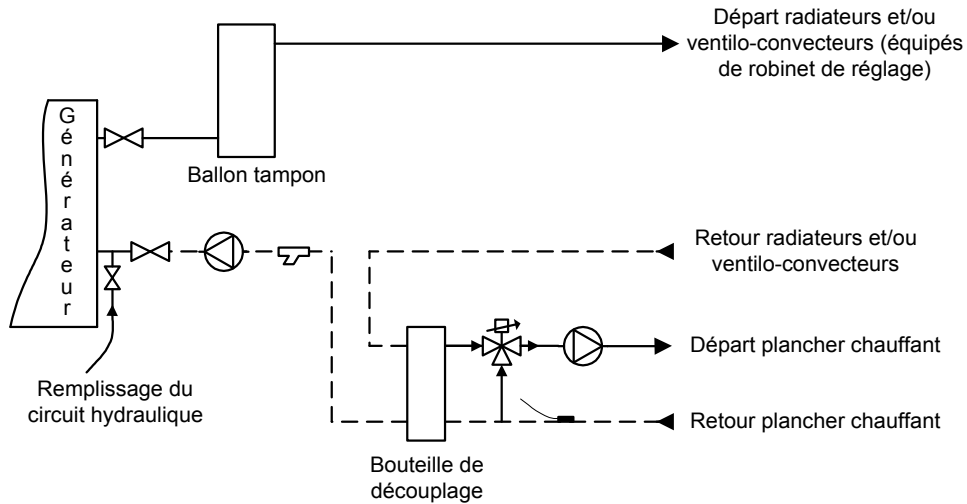 Départ radiateurs et/ou
ventilo-convecteurs (équipés
de robinet de réglage)
Générateur
Ballon tampon
Retour radiateurs et/ou
ventilo-convecteurs
Départ plancher chauffant
Remplissage du
circuit hydraulique
Retour plancher chauffant
Bouteille de
découplage